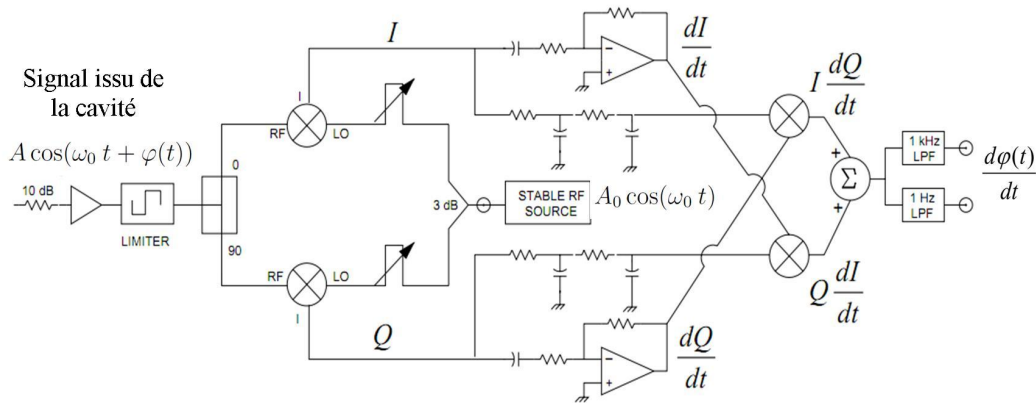 Signal issu de
la cavité
A cos(ω₀ t + φ(t))
10 dB
LIMITER
0
90
I
RF
LO
I
RF
LO
I
Q
3 dB
STABLE RF
SOURCE
A₀ cos(ω₀ t)
−
+
dI
dt
−
+
dQ
dt
I dQ
dt
Q dI
dt
+
Σ
+
1 kHz
LPF
1 Hz
LPF
dφ(t)
dt